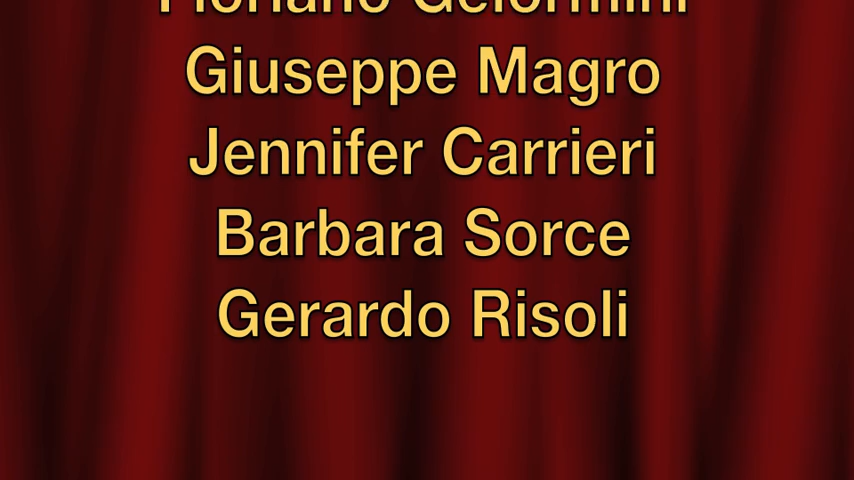 Giuseppe Magro
Jennifer Carrieri
Barbara Sorce
Gerardo Risoli